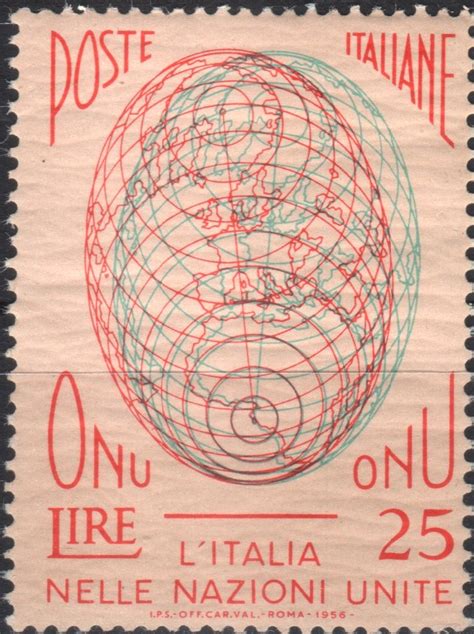 POSTE ITALIANE
ONU ONU
LIRE 25
L'ITALIA
NELLE NAZIONI UNITE
I.P.S.-OFF.CAR.VAL.-ROMA-1956-